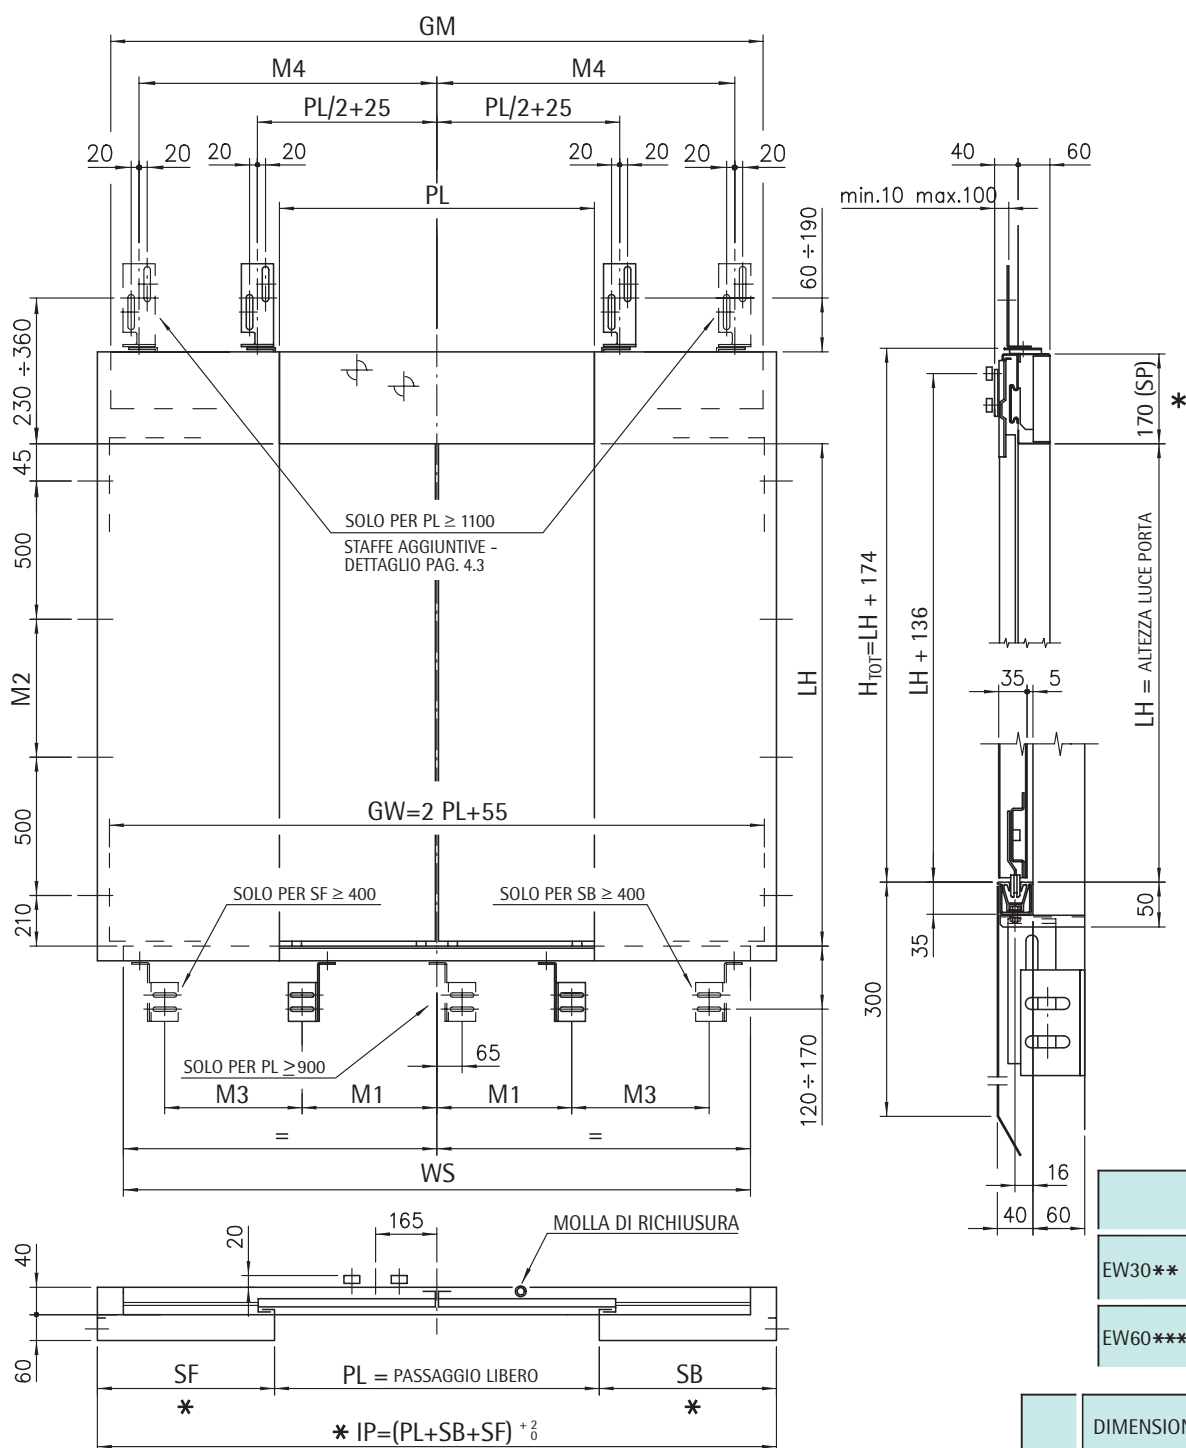 GM
M4 M4
PL/2+25 PL/2+25
20 20 20 20 20 20 20 20
40 60
PL
min.10 max.100
60÷190
230÷360
170 (SP) *
45
SOLO PER PL ≥ 1100
STAFFE AGGIUNTIVE -
DETTAGLIO PAG. 4.3
500
M2
LH
HTOT=LH + 174
LH + 136
LH = ALTEZZA LUCE PORTA
35 5
500
GW=2 PL+55
210
SOLO PER SF ≥ 400
SOLO PER SB ≥ 400
50
35
300
SOLO PER PL ≥900
65
120÷170
M3 M1 M1 M3
= =
WS
16
40 60
165
20
MOLLA DI RICHIUSURA
40
60
EW30**
EW60***
SF PL = PASSAGGIO LIBERO SB
* *
* IP=(PL+SB+SF) +2 0
DIMENSION